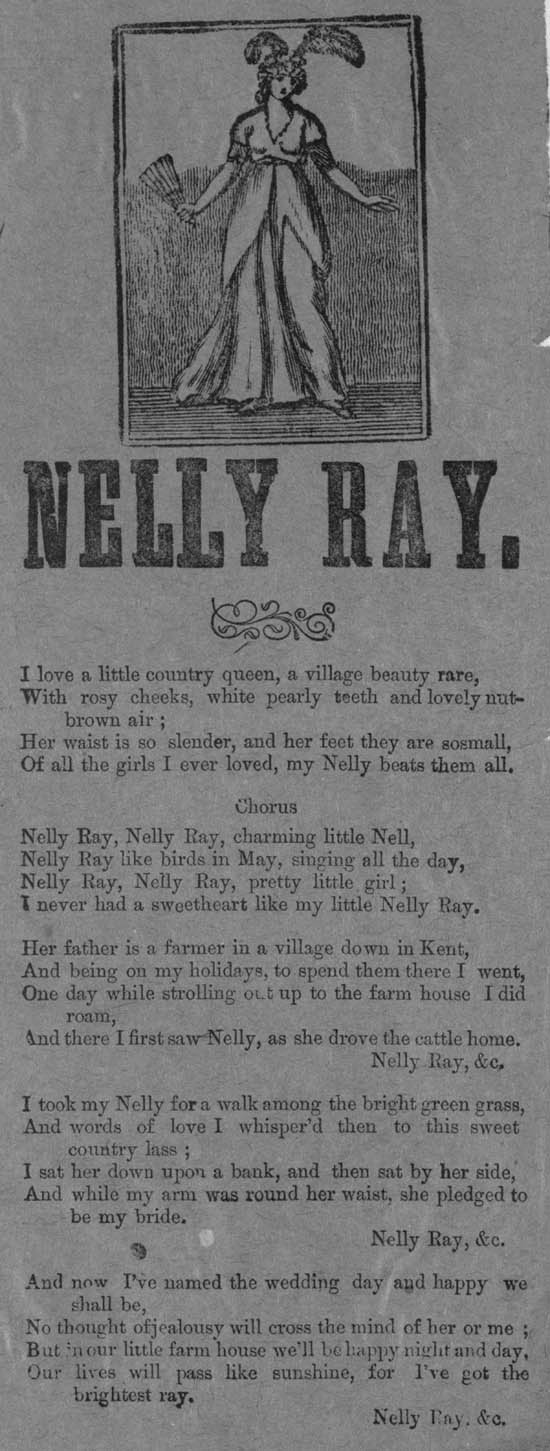 NELLY RAY.
I love a little country queen, a village beauty rare,
With rosy cheeks, white pearly teeth and lovely nut-
brown air ;
Her waist is so slender, and her feet they are sosmall,
Of all the girls I ever loved, my Nelly beats them all.
Chorus
Nelly Ray, Nelly Ray, charming little Nell,
Nelly Ray like birds in May, singing all the day,
Nelly Ray, Nelly Ray, pretty little girl ;
I never had a sweetheart like my little Nelly Ray.
Her father is a farmer in a village down in Kent,
And being on my holidays, to spend them there I went,
One day while strolling out up to the farm house I did
roam,
And there I first saw Nelly, as she drove the cattle home.
Nelly Ray, &c.
I took my Nelly for a walk among the bright green grass,
And words of love I whisper'd then to this sweet
country lass ;
I sat her down upon a bank, and then sat by her side,
And while my arm was round her waist, she pledged to
be my bride.
Nelly Ray, &c.
And now I've named the wedding day and happy we
shall be,
No thought ofjealousy will cross the mind of her or me ;
But in our little farm house we'll be happy night and day,
Our lives will pass like sunshine, for I've got the
brightest ray.
Nelly Ray, &c.